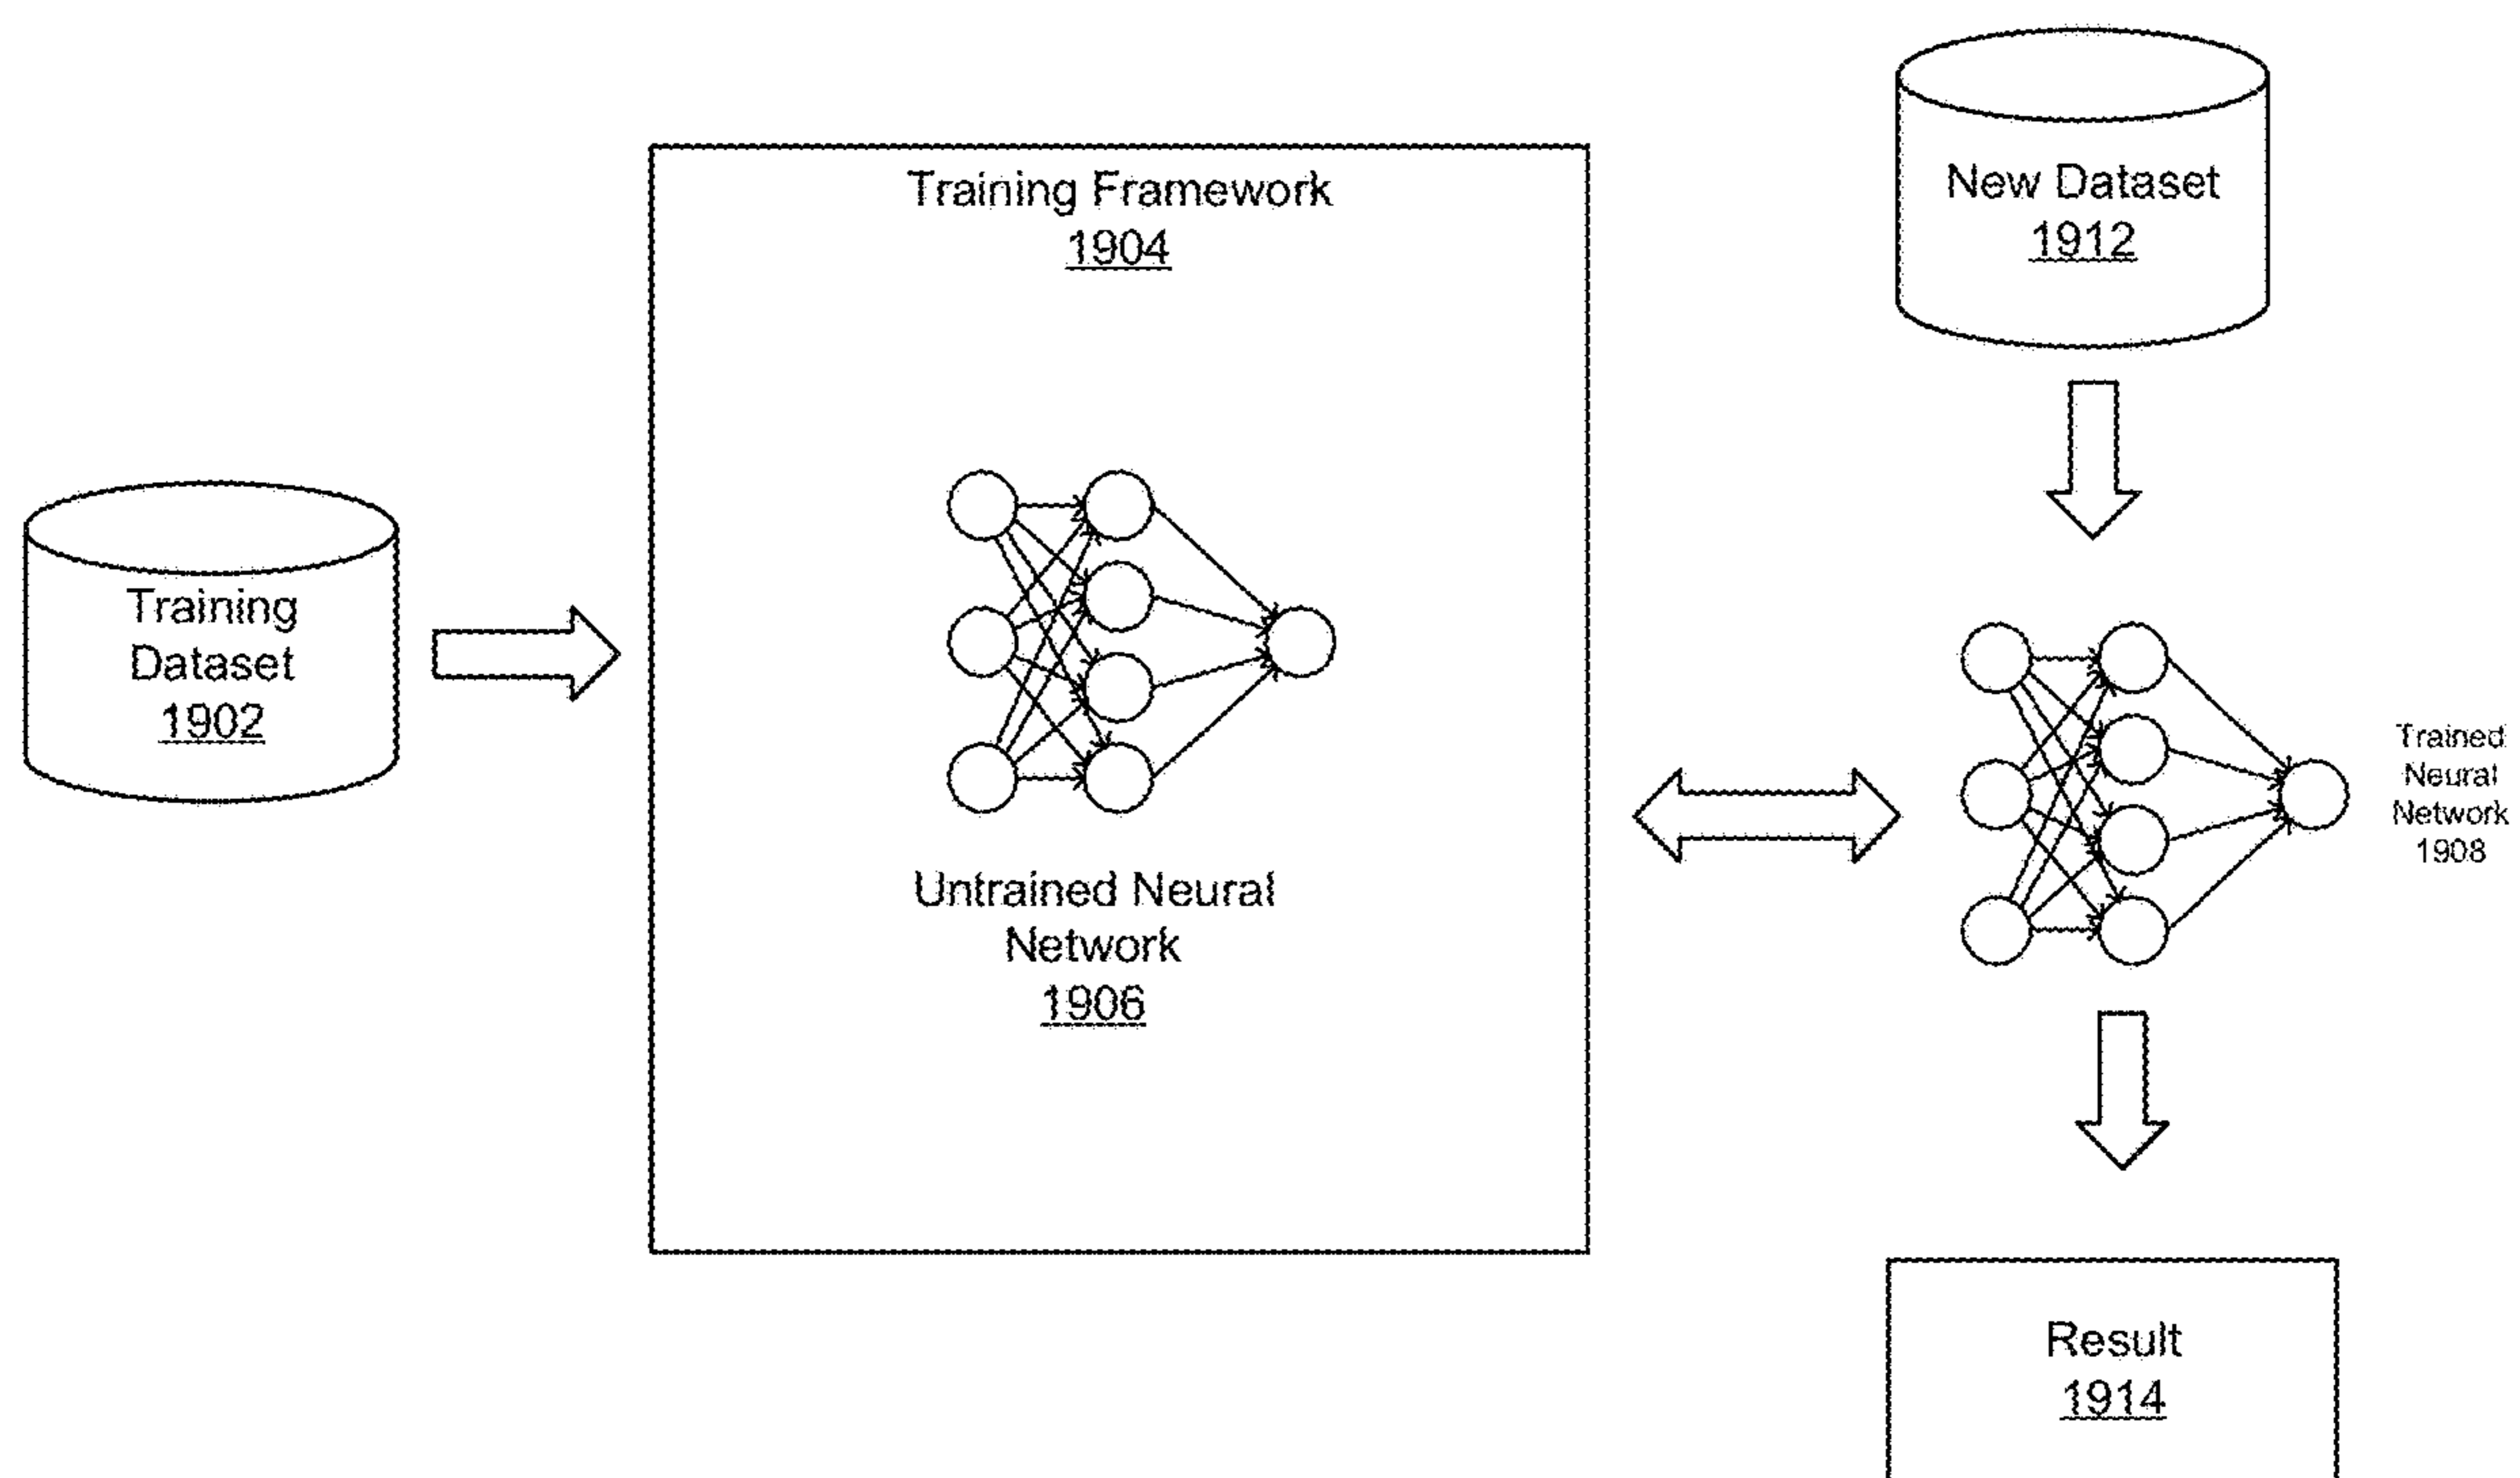 Training Framework
1904
New Dataset
1912
Training
Dataset
1902
Untrained Neural
Network
1906
Trained
Neural
Network
1908
Result
1914